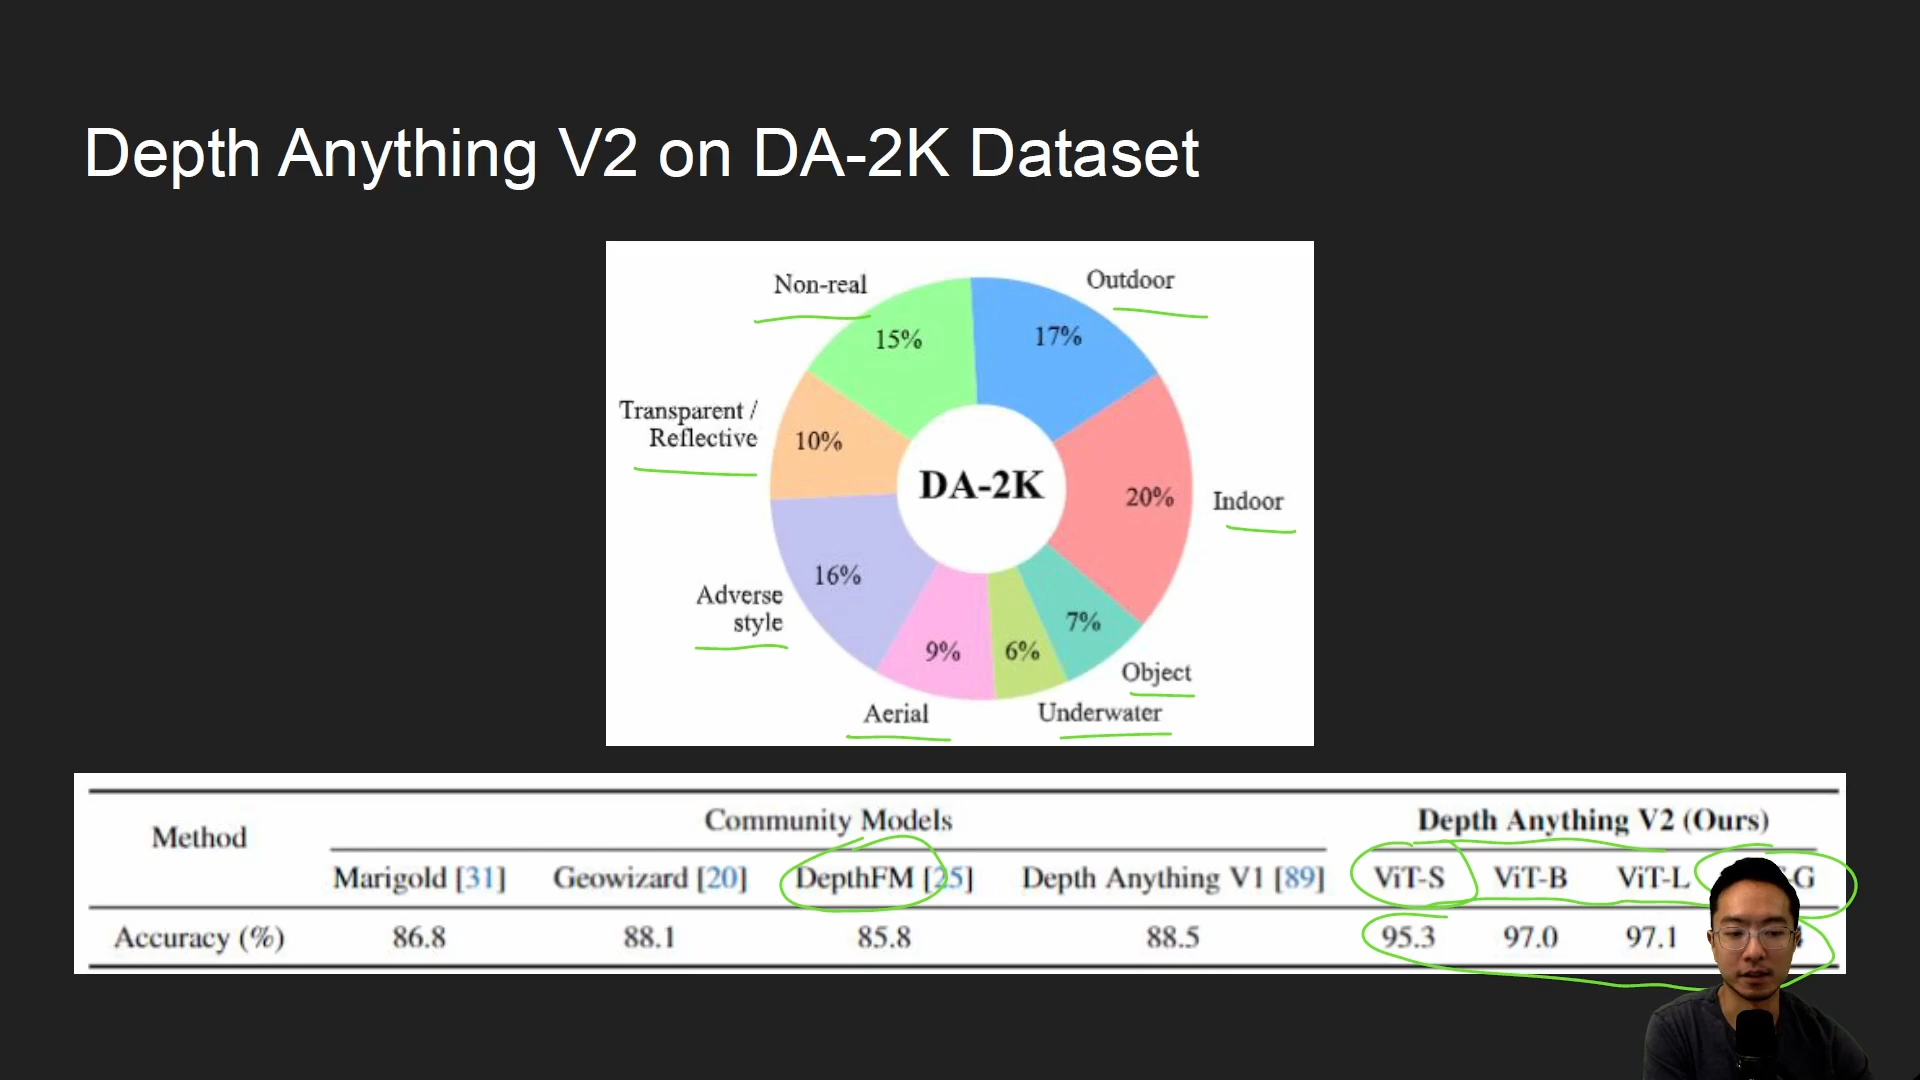 Depth Anything V2 on DA-2K Dataset
Non-real
Outdoor
15%
17%
Transparent /
Reflective
10%
DA-2K
20%
Indoor
16%
Adverse
style
9%
6%
7%
Object
Aerial
Underwater
Method
Community Models
Depth Anything V2 (Ours)
Marigold [31] Geowizard [20] DepthFM [25] Depth Anything V1 [89] ViT-S ViT-B ViT-L
Accuracy (%) 86.8 88.1 85.8 88.5 95.3 97.0 97.1